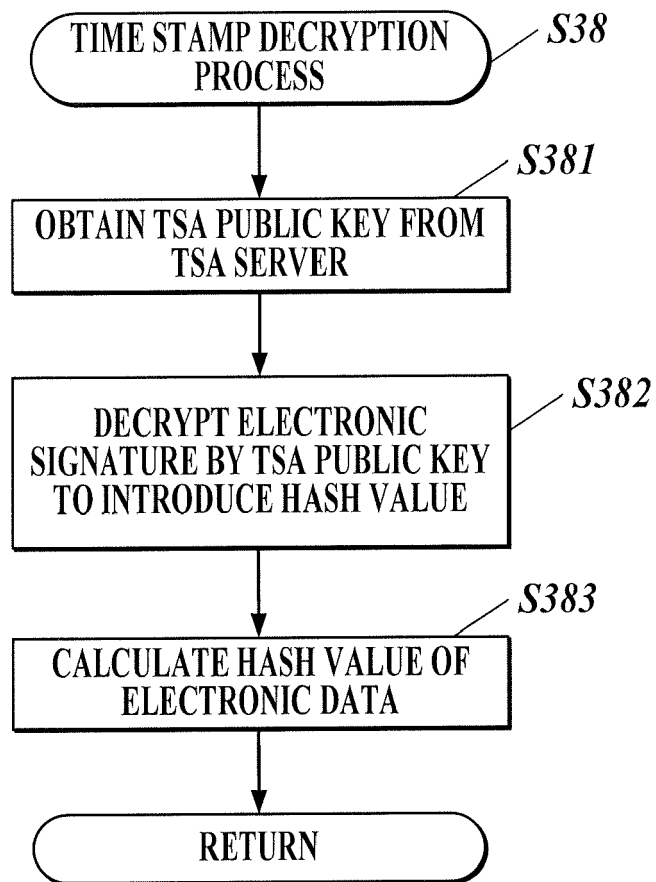 TIME STAMP DECRYPTION
PROCESS
S38
S381
OBTAIN TSA PUBLIC KEY FROM
TSA SERVER
S382
DECRYPT ELECTRONIC
SIGNATURE BY TSA PUBLIC KEY
TO INTRODUCE HASH VALUE
S383
CALCULATE HASH VALUE OF
ELECTRONIC DATA
RETURN